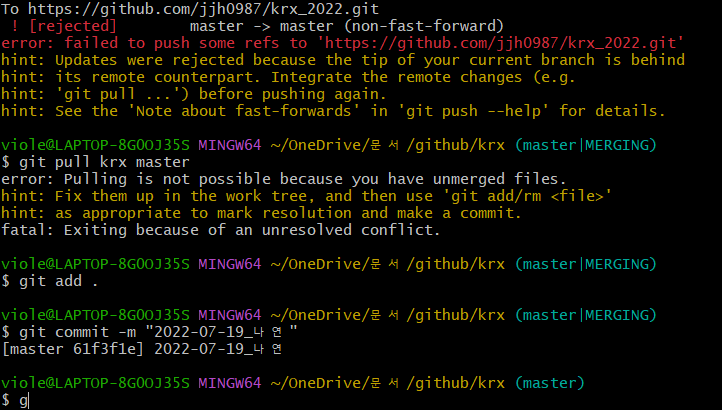 To https://github.com/jjh0987/krx_2022.git
 ! [rejected]        master -> master (non-fast-forward)
error: failed to push some refs to 'https://github.com/jjh0987/krx_2022.git'
hint: Updates were rejected because the tip of your current branch is behind
hint: its remote counterpart. Integrate the remote changes (e.g.
hint: 'git pull ...') before pushing again.
hint: See the 'Note about fast-forwards' in 'git push --help' for details.
viole@LAPTOP-8GOOJ35S MINGW64 ~/OneDrive/문서/github/krx (master|MERGING)
$ git pull krx master
error: Pulling is not possible because you have unmerged files.
hint: Fix them up in the work tree, and then use 'git add/rm <file>'
hint: as appropriate to mark resolution and make a commit.
fatal: Exiting because of an unresolved conflict.
viole@LAPTOP-8GOOJ35S MINGW64 ~/OneDrive/문서/github/krx (master|MERGING)
$ git add .
viole@LAPTOP-8GOOJ35S MINGW64 ~/OneDrive/문서/github/krx (master|MERGING)
$ git commit -m "2022-07-19_나연"
[master 61f3f1e] 2022-07-19_나연
viole@LAPTOP-8GOOJ35S MINGW64 ~/OneDrive/문서/github/krx (master)
$ g